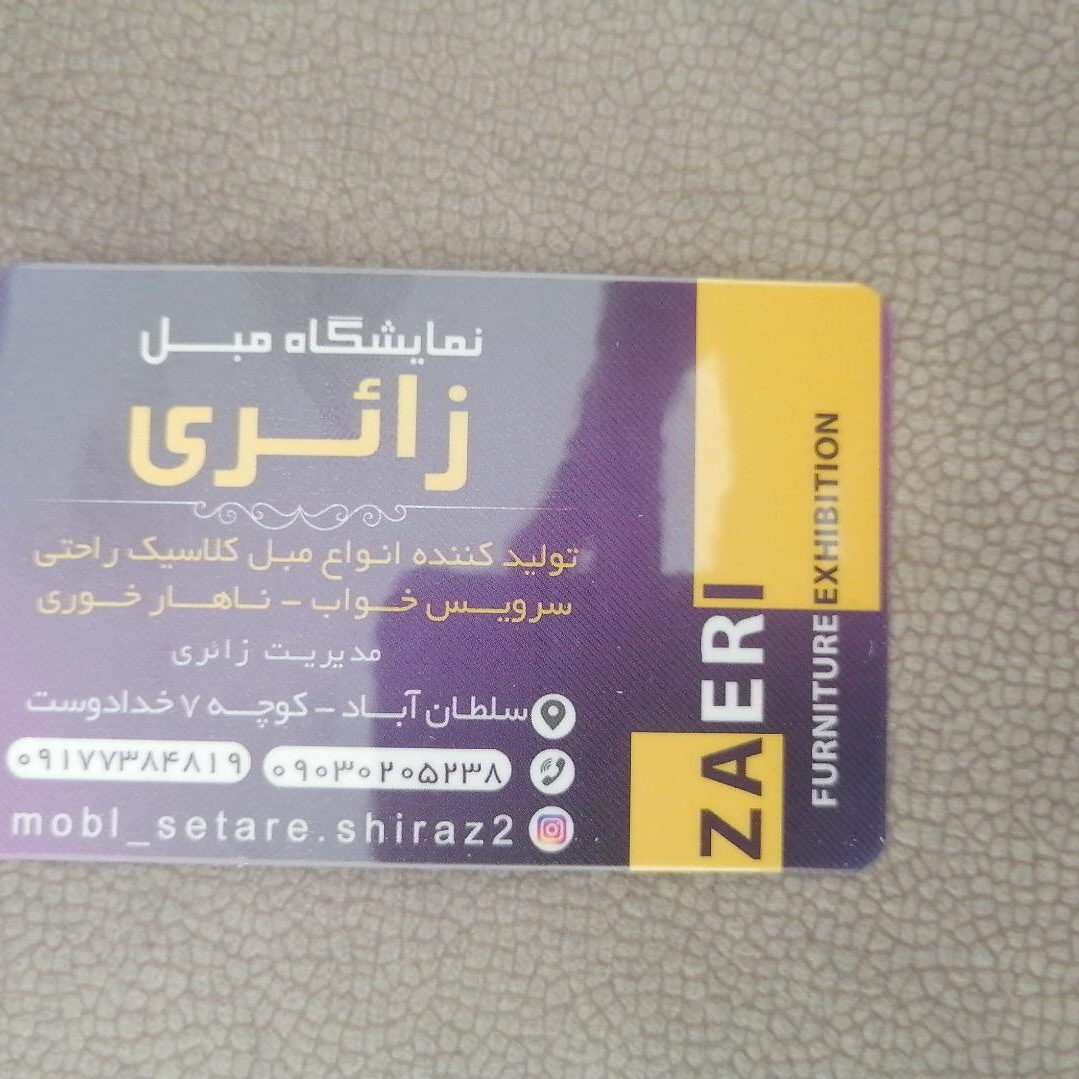 نمایشگاه مبل
زائری
تولید کننده انواع مبل کلاسیک راحتی
سرویس خواب - ناهار خوری
مدیریت زائری
سلطان آباد - کوچه ۷ خدادوست
۰۹۰۳۰۲۰۵۲۳۸ ۰۹۱۷۷۳۸۴۸۱۹
mobl_setare.shiraz2
ZAERI
FURNITURE EXHIBITION